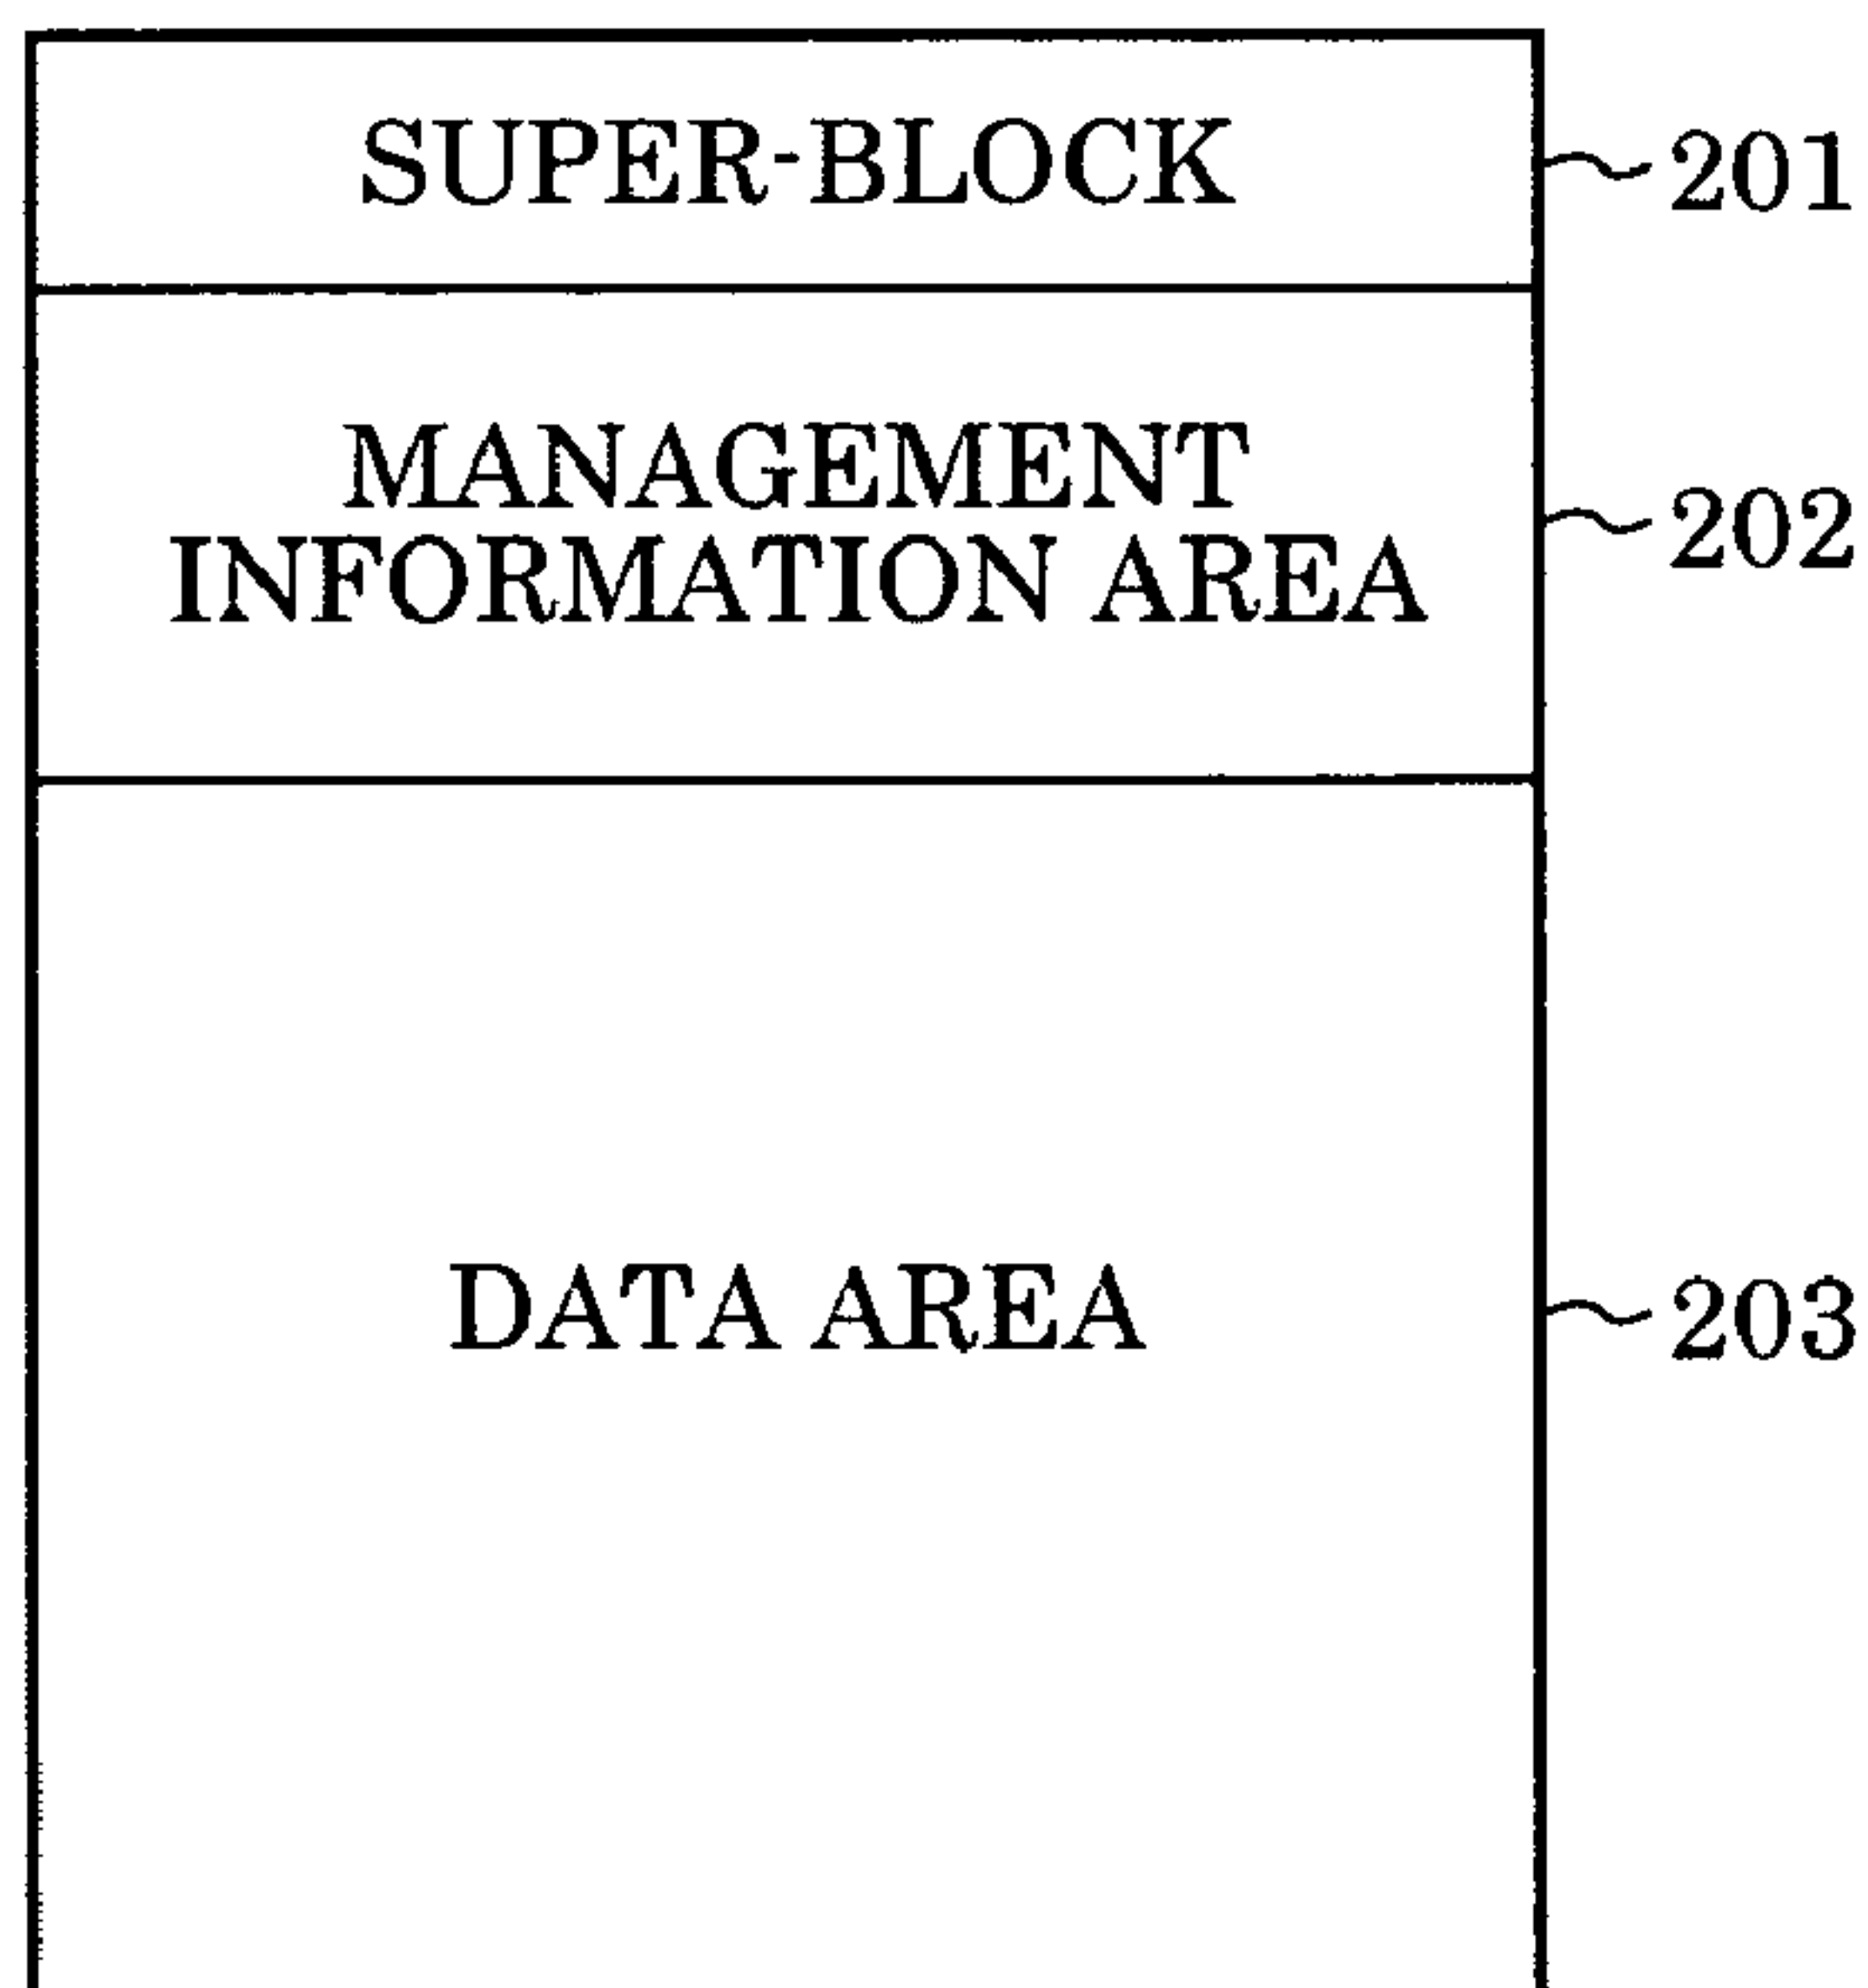 SUPER-BLOCK 201
MANAGEMENT
INFORMATION AREA 202
DATA AREA 203